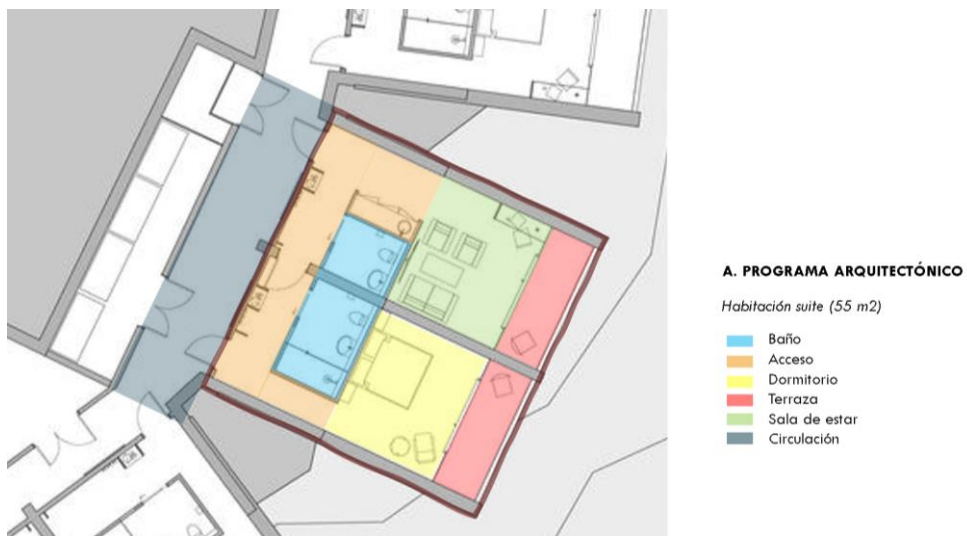 A. PROGRAMA ARQUITECTÓNICO
Habitación suite (55 m2)
Baño
Acceso
Dormitorio
Terraza
Sala de estar
Circulación